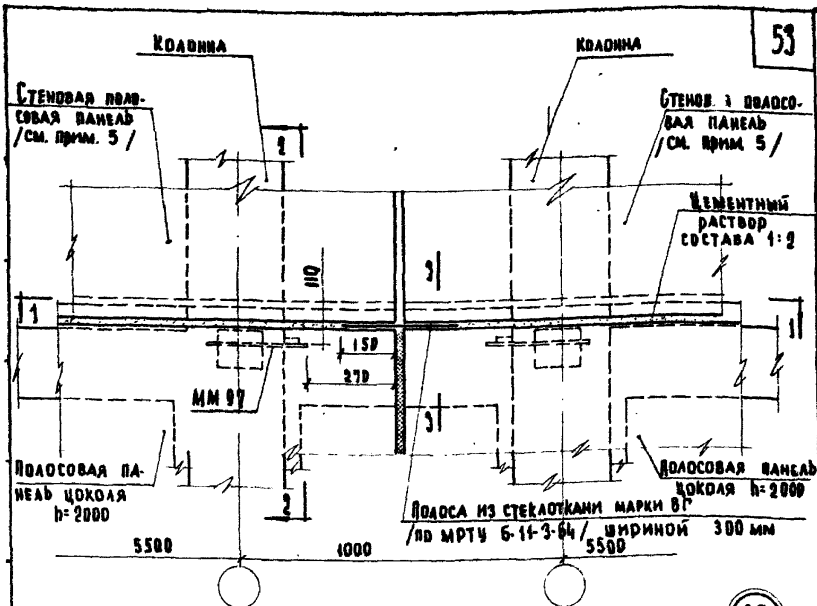 53
КОЛОННА
КОЛОННА
СТЕНОВАЯ ПОЛО-
СОВАЯ ПАНЕЛЬ
/СМ. ПРИМ. 5/
2
ПОЛОСО-
ВАЯ ПАНЕЛЬ
/СМ. ПРИМ. 5/
ЦЕМЕНТНЫЙ
РАСТВОР
СОСТАВА 1:2
110
3
1
1
150
270
ММ 97
3
ПОЛОСОВАЯ ПА-
НЕЛЬ ЦОКОЛЯ
h=2000
2
ПОЛОСОВАЯ ПАНЕЛЬ
ЦОКОЛЯ h=2000
ПОЛОСА ИЗ СТЕКЛОТКАНИ МАРКИ ВГ
/ПО МРТУ 6-11-3-64/ ШИРИНОЙ 300 ММ
5500
1000
5500